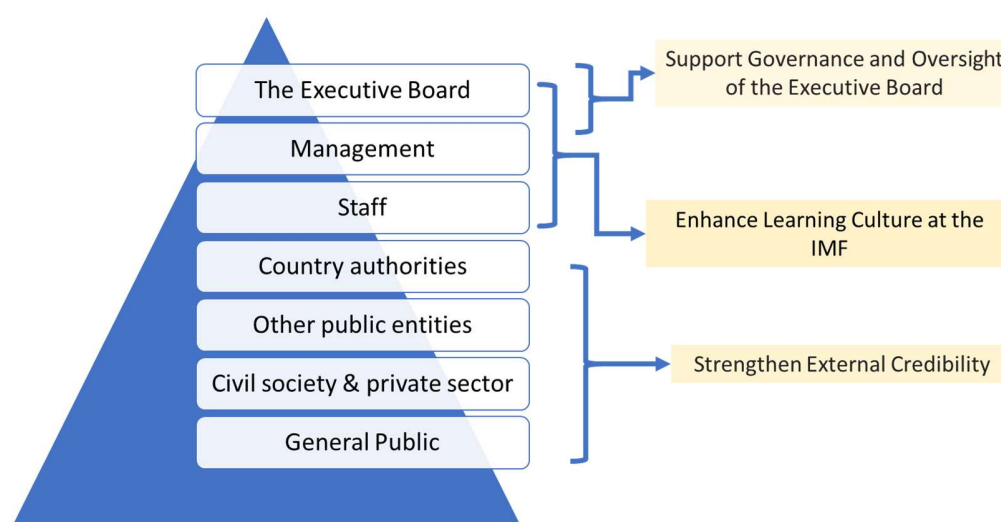 The Executive Board
Management
Staff
Country authorities
Other public entities
Civil society & private sector
General Public
Support Governance and Oversight
of the Executive Board
Enhance Learning Culture at the
IMF
Strengthen External Credibility